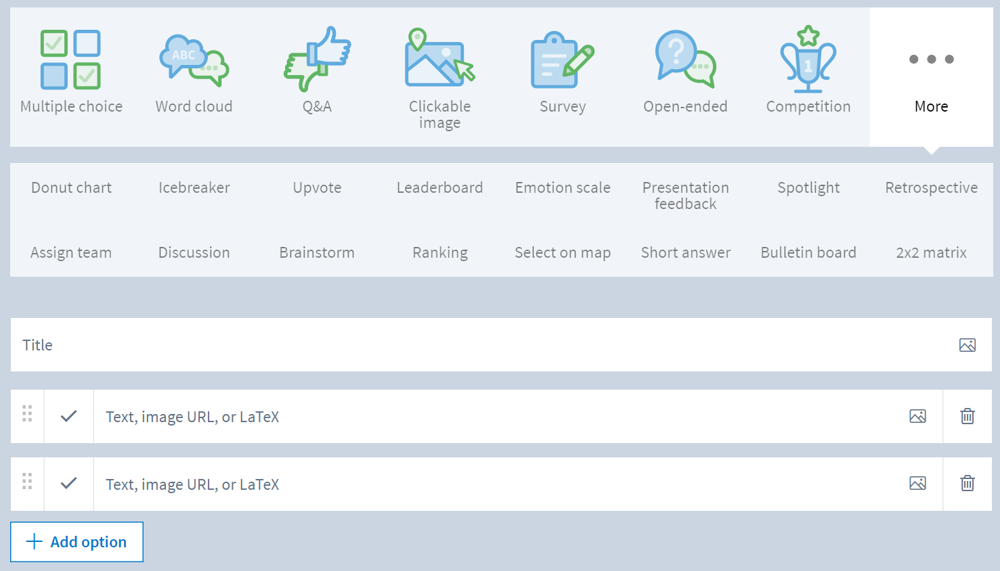 ABC
1
Multiple choice
Word cloud
Q&A
Clickable
image
Survey
Open-ended
Competition
More
Donut chart
Icebreaker
Upvote
Leaderboard
Emotion scale
Presentation
feedback
Spotlight
Retrospective
Assign team
Discussion
Brainstorm
Ranking
Select on map
Short answer
Bulletin board
2x2 matrix
Title
Text, image URL, or LaTeX
Text, image URL, or LaTeX
Add option